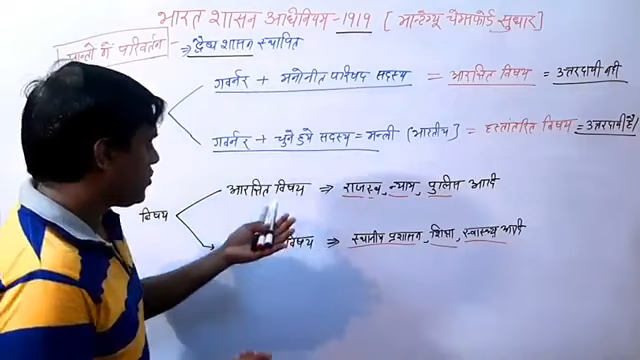 भारत शासन अधिनियम - 1919 [ मान्टेग्यू चेम्सफोर्ड सुधार]
प्रान्तो में परिवर्तन - ⇒ द्वैध शासन स्थापित
गवर्नर + मनोनीत परिषद सदस्य = आरक्षित विषय = उत्तरदायी नही
गवर्नर + चुने हुये सदस्य = मन्त्री (भारतीय] = हस्तांतरित विषय = उत्तरदायी है/
आरक्षित विषय ⇒ राजस्व, न्याय, पुलिस आदि
विषय
विषय ⇒ स्थानीय प्रशासन, शिक्षा, स्वास्थ्य आदि